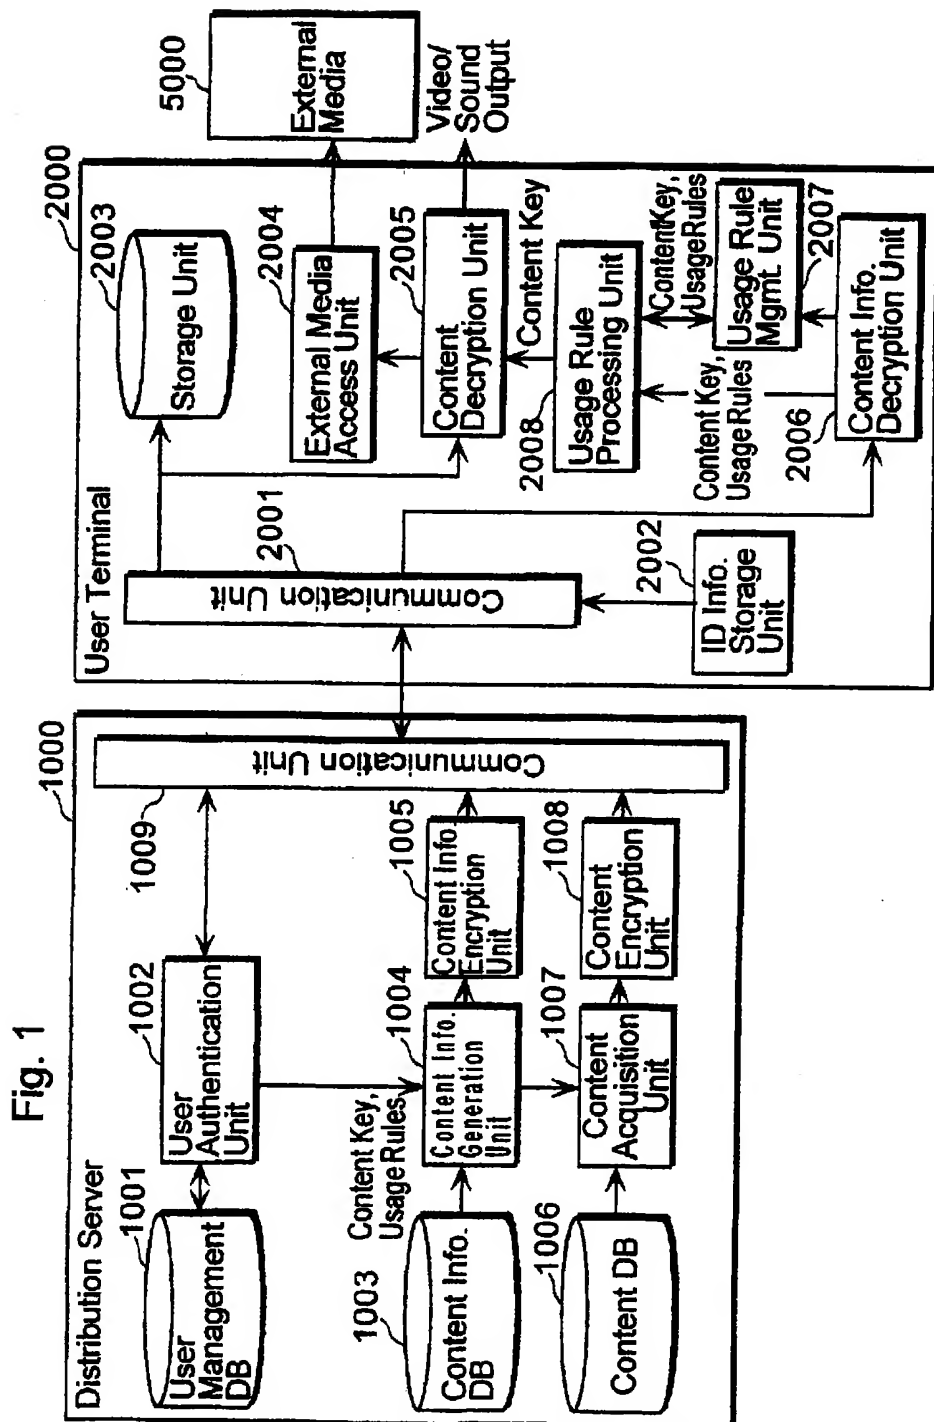 Fig. 1
1000
Distribution Server
1001
User
Management
DB
1002
User
Authentication
Unit
1009
Communication Unit
Content Key,
Usage Rules
1003
Content Info.
DB
1004
Content Info.
Generation
Unit
1005
Content Info.
Encryption
Unit
1006
Content DB
1007
Content
Acquisition
Unit
1008
Content
Encryption
Unit
2000
User Terminal
2001
Communication Unit
2002
ID Info.
Storage
Unit
2003
Storage Unit
2004
External Media
Access Unit
2005
Content
Decryption Unit
Content Key
2008
Usage Rule
Processing Unit
ContentKey,
UsageRules
Usage Rule
Mgmt. Unit
2007
Content Key,
Usage Rules
2006
Content Info.
Decryption Unit
5000
External
Media
Video/
Sound
Output